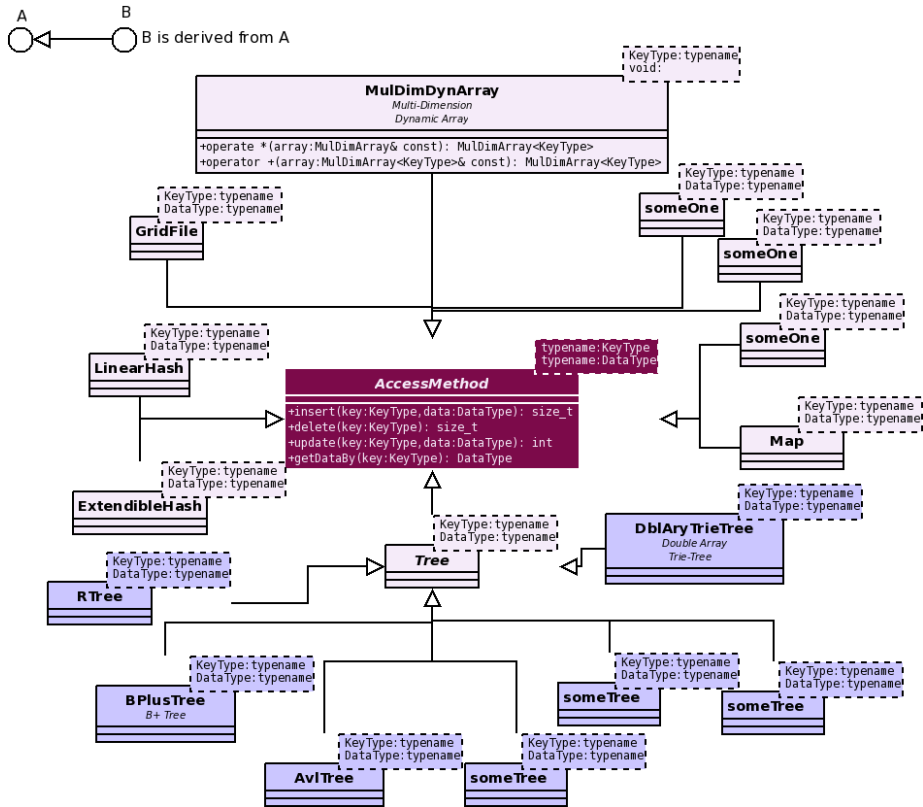 A
B
B is derived from A
KeyType:typename
void:
MulDimDynArray
Multi-Dimension
Dynamic Array
+operate *(array:MulDimArray& const): MulDimArray<KeyType>
+operator +(array:MulDimArray<KeyType>& const): MulDimArray<KeyType>
KeyType:typename
DataType:typename
GridFile
KeyType:typename
DataType:typename
someOne
KeyType:typename
DataType:typename
someOne
KeyType:typename
DataType:typename
someOne
KeyType:typename
DataType:typename
LinearHash
typename:KeyType
typename:DataType
AccessMethod
+insert(key:KeyType,data:DataType): size_t
+delete(key:KeyType): size_t
+update(key:KeyType,data:DataType): int
+getDataBy(key:KeyType): DataType
KeyType:typename
DataType:typename
Map
KeyType:typename
DataType:typename
ExtendibleHash
KeyType:typename
DataType:typename
Tree
KeyType:typename
DataType:typename
DblAryTrieTree
Double Array
Trie-Tree
KeyType:typename
DataType:typename
RTree
KeyType:typename
DataType:typename
BPlusTree
B+ Tree
KeyType:typename
DataType:typename
someTree
KeyType:typename
DataType:typename
someTree
KeyType:typename
DataType:typename
AvlTree
KeyType:typename
DataType:typename
someTree